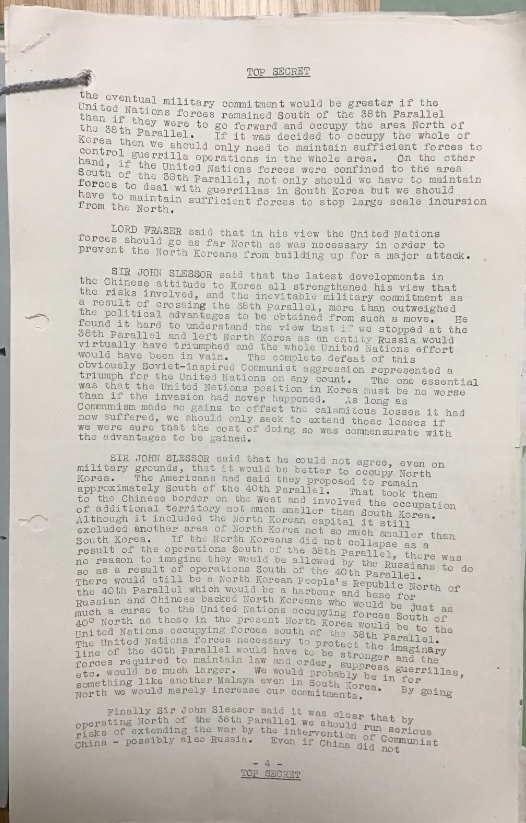 TOP SECRET
the eventual military commitment would be greater if the
United Nations forces remained South of the 38th Parallel
than if they were to go forward and occupy the area North of
the 38th Parallel. If it was decided to occupy the whole of
Korea then we should only need to maintain sufficient forces to
control guerrilla operations in the whole area. On the other
hand, if the United Nations forces were confined to the area
South of the 38th Parallel, not only should we have to maintain
forces to deal with guerrillas in South Korea but we should
have to maintain sufficient forces to stop large scale incursion
from the North.
LORD FRASER said that in his view the United Nations
forces should go as far North as was necessary in order to
prevent the North Koreans from building up for a major attack.
SIR JOHN SLESSOR said that the latest developments in
the Chinese attitude to Korea all strengthened his view that
the risks involved, and the inevitable military commitment as
a result of crossing the 38th Parallel, more than outweighed
the political advantages to be obtained from such a move. He
found it hard to understand the view that if we stopped at the
38th Parallel and left North Korea as an entity Russia would
virtually have triumphed and the whole United Nations effort
would have been in vain. The complete defeat of this
obviously Soviet-inspired Communist aggression represented a
triumph for the United Nations on any count. The one essential
was that the United Nations position in Korea must be no worse
than if the invasion had never happened. As long as
Communism made no gains to offset the calamitous losses it had
now suffered, we should only seek to extend those losses if
we were sure that the cost of doing so was commensurate with
the advantages to be gained.
SIR JOHN SLESSOR said that he could not agree, even on
military grounds, that it would be better to occupy North
Korea. The Americans had said they proposed to remain
approximately South of the 40th Parallel. That took them
to the Chinese border on the West and involved the occupation
of additional territory not much smaller than South Korea.
Although it included the North Korean capital it still
excluded another area of North Korea not so much smaller than
South Korea. If the North Koreans did not collapse as a
result of the operations South of the 38th Parallel, there was
no reason to imagine they would be allowed by the Russians to do
so as a result of operations South of the 40th Parallel.
There would still be a North Korean People's Republic North of
the 40th Parallel which would be a harbour and base for
Russian and Chinese backed North Koreans who would be just as
much a curse to the United Nations occupying forces South of
40° North as those in the present North Korea would be to the
United Nations occupying forces south of the 38th Parallel.
The United Nations forces necessary to protect the imaginary
line of the 40th Parallel would have to be stronger and the
forces required to maintain law and order, suppress guerrillas,
etc. would be much larger. We would probably be in for
something like another Malaya even in South Korea. By going
North we would merely increase our commitments.
Finally Sir John Slessor said it was clear that by
operating North of the 38th Parallel we should run serious
risks of extending the war by the intervention of Communist
China - possibly also Russia. Even if China did not
- 4 -
TOP SECRET